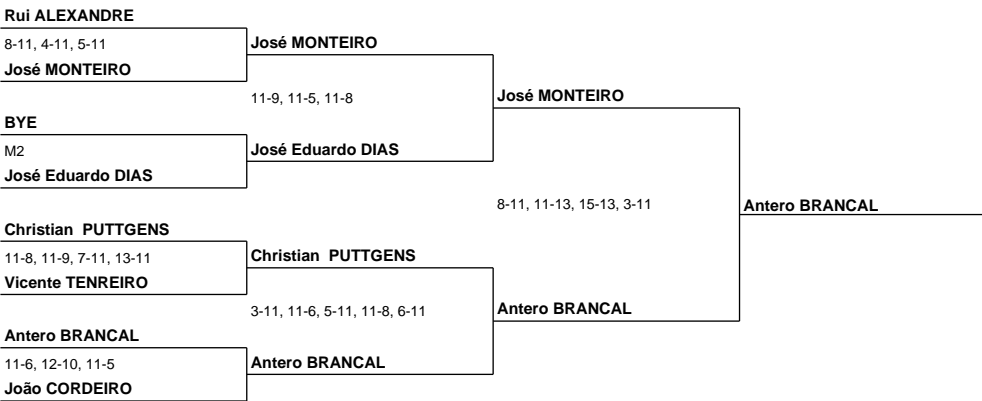 Rui ALEXANDRE
8-11, 4-11, 5-11
José MONTEIRO
José MONTEIRO
11-9, 11-5, 11-8
José MONTEIRO
BYE
M2
José Eduardo DIAS
José Eduardo DIAS
8-11, 11-13, 15-13, 3-11
Antero BRANCAL
Christian PUTTGENS
11-8, 11-9, 7-11, 13-11
Christian PUTTGENS
Vicente TENREIRO
3-11, 11-6, 5-11, 11-8, 6-11
Antero BRANCAL
Antero BRANCAL
11-6, 12-10, 11-5
Antero BRANCAL
João CORDEIRO